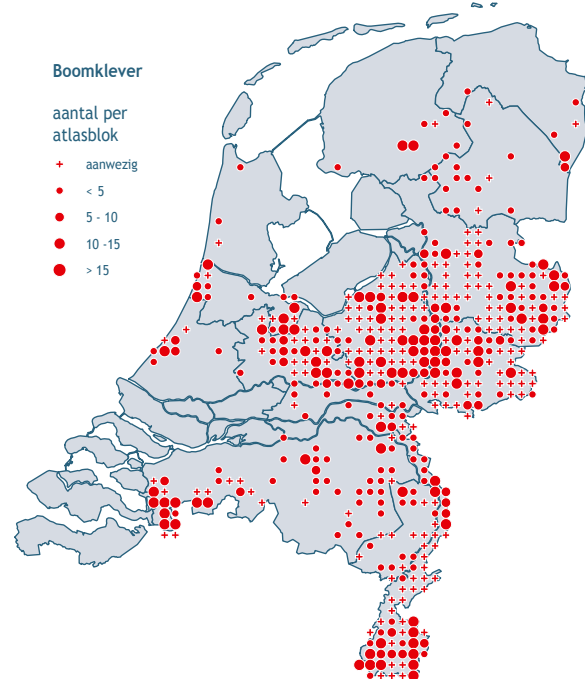 Boomklever
aantal per
atlasblok
aanwezig
< 5
5 - 10
10 -15
> 15